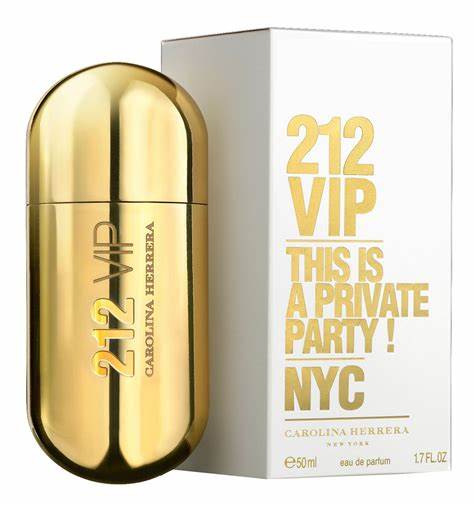 212 VIP
CAROLINA HERRERA
212
VIP
THIS IS
A PRIVATE
PARTY !
NYC
CAROLINA HERRERA
NEW YORK
℮50ml eau de parfum 1.7 FL.OZ